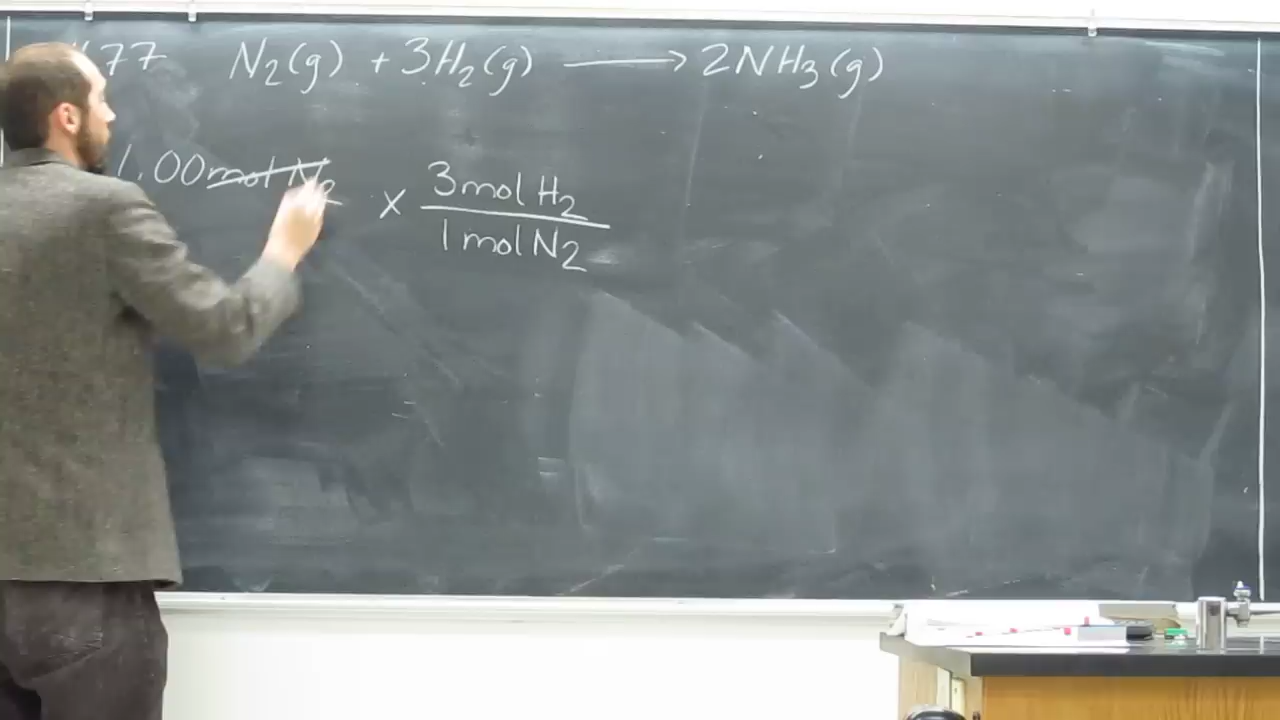 77 N₂(g) + 3H₂(g) ⟶ 2NH₃(g)
1.00 mol N₂ x 3 mol H₂
1 mol N₂